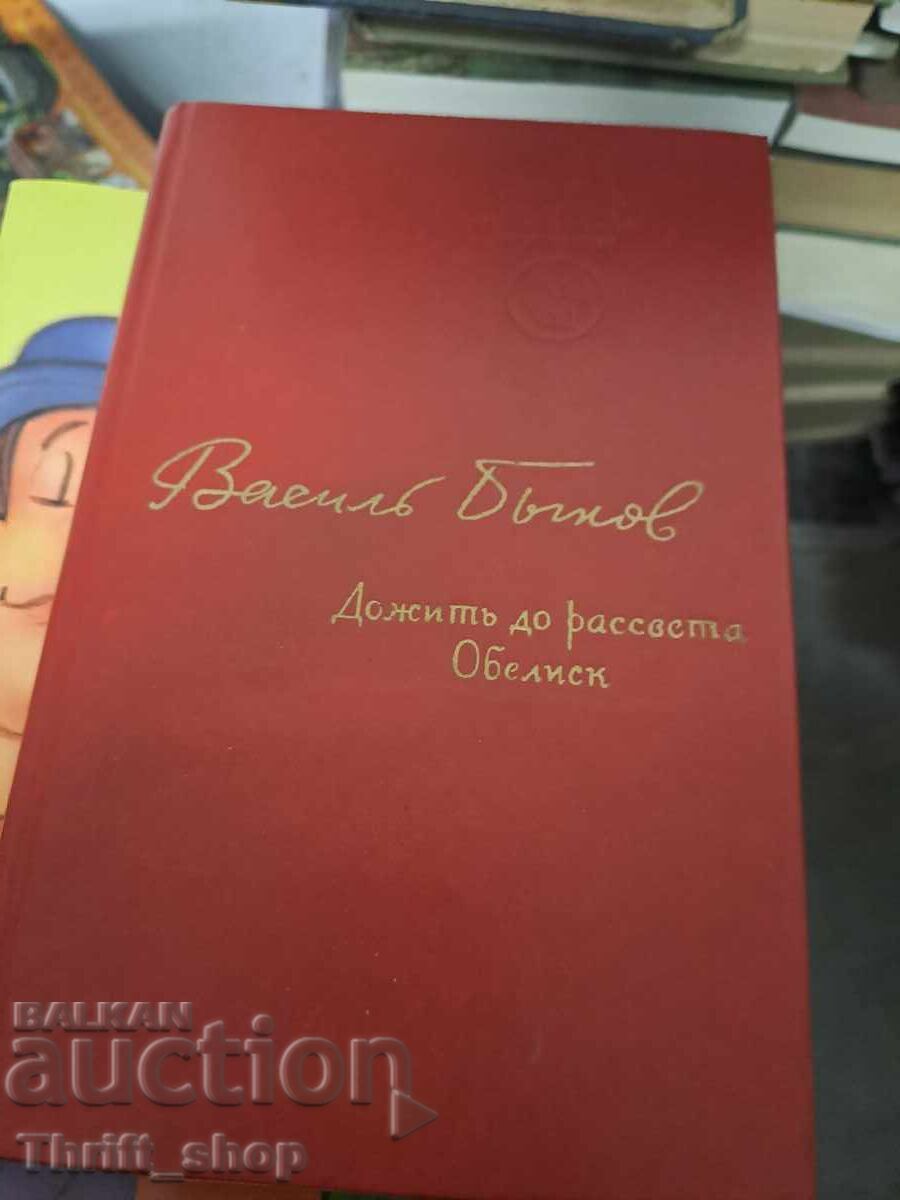 Василь Быков
Дожить до рассвета
Обелиск
BALKAN
auction
Thrift_shop